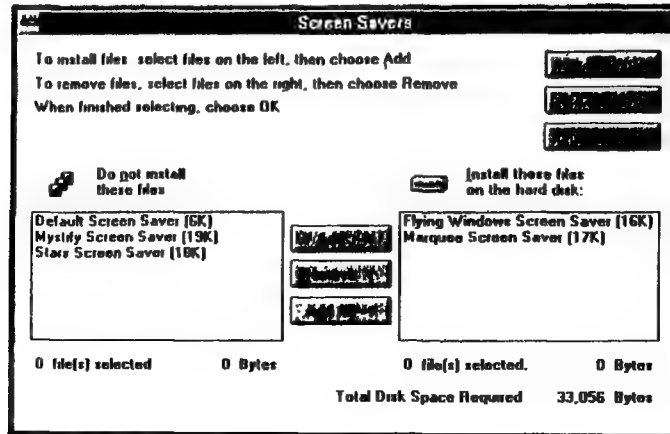 Screen Savers
To install files select files on the left, then choose Add
To remove files, select files on the right, then choose Remove
When finished selecting, choose OK
Do not install
these files
Install these files
on the hard disk:
Default Screen Saver (6K)
Mystify Screen Saver (19K)
Stars Screen Saver (18K)
Flying Windows Screen Saver (16K)
Marquee Screen Saver (17K)
0 file(s) selected 0 Bytes
0 file(s) selected. 0 Bytes
Total Disk Space Required 33,056 Bytes